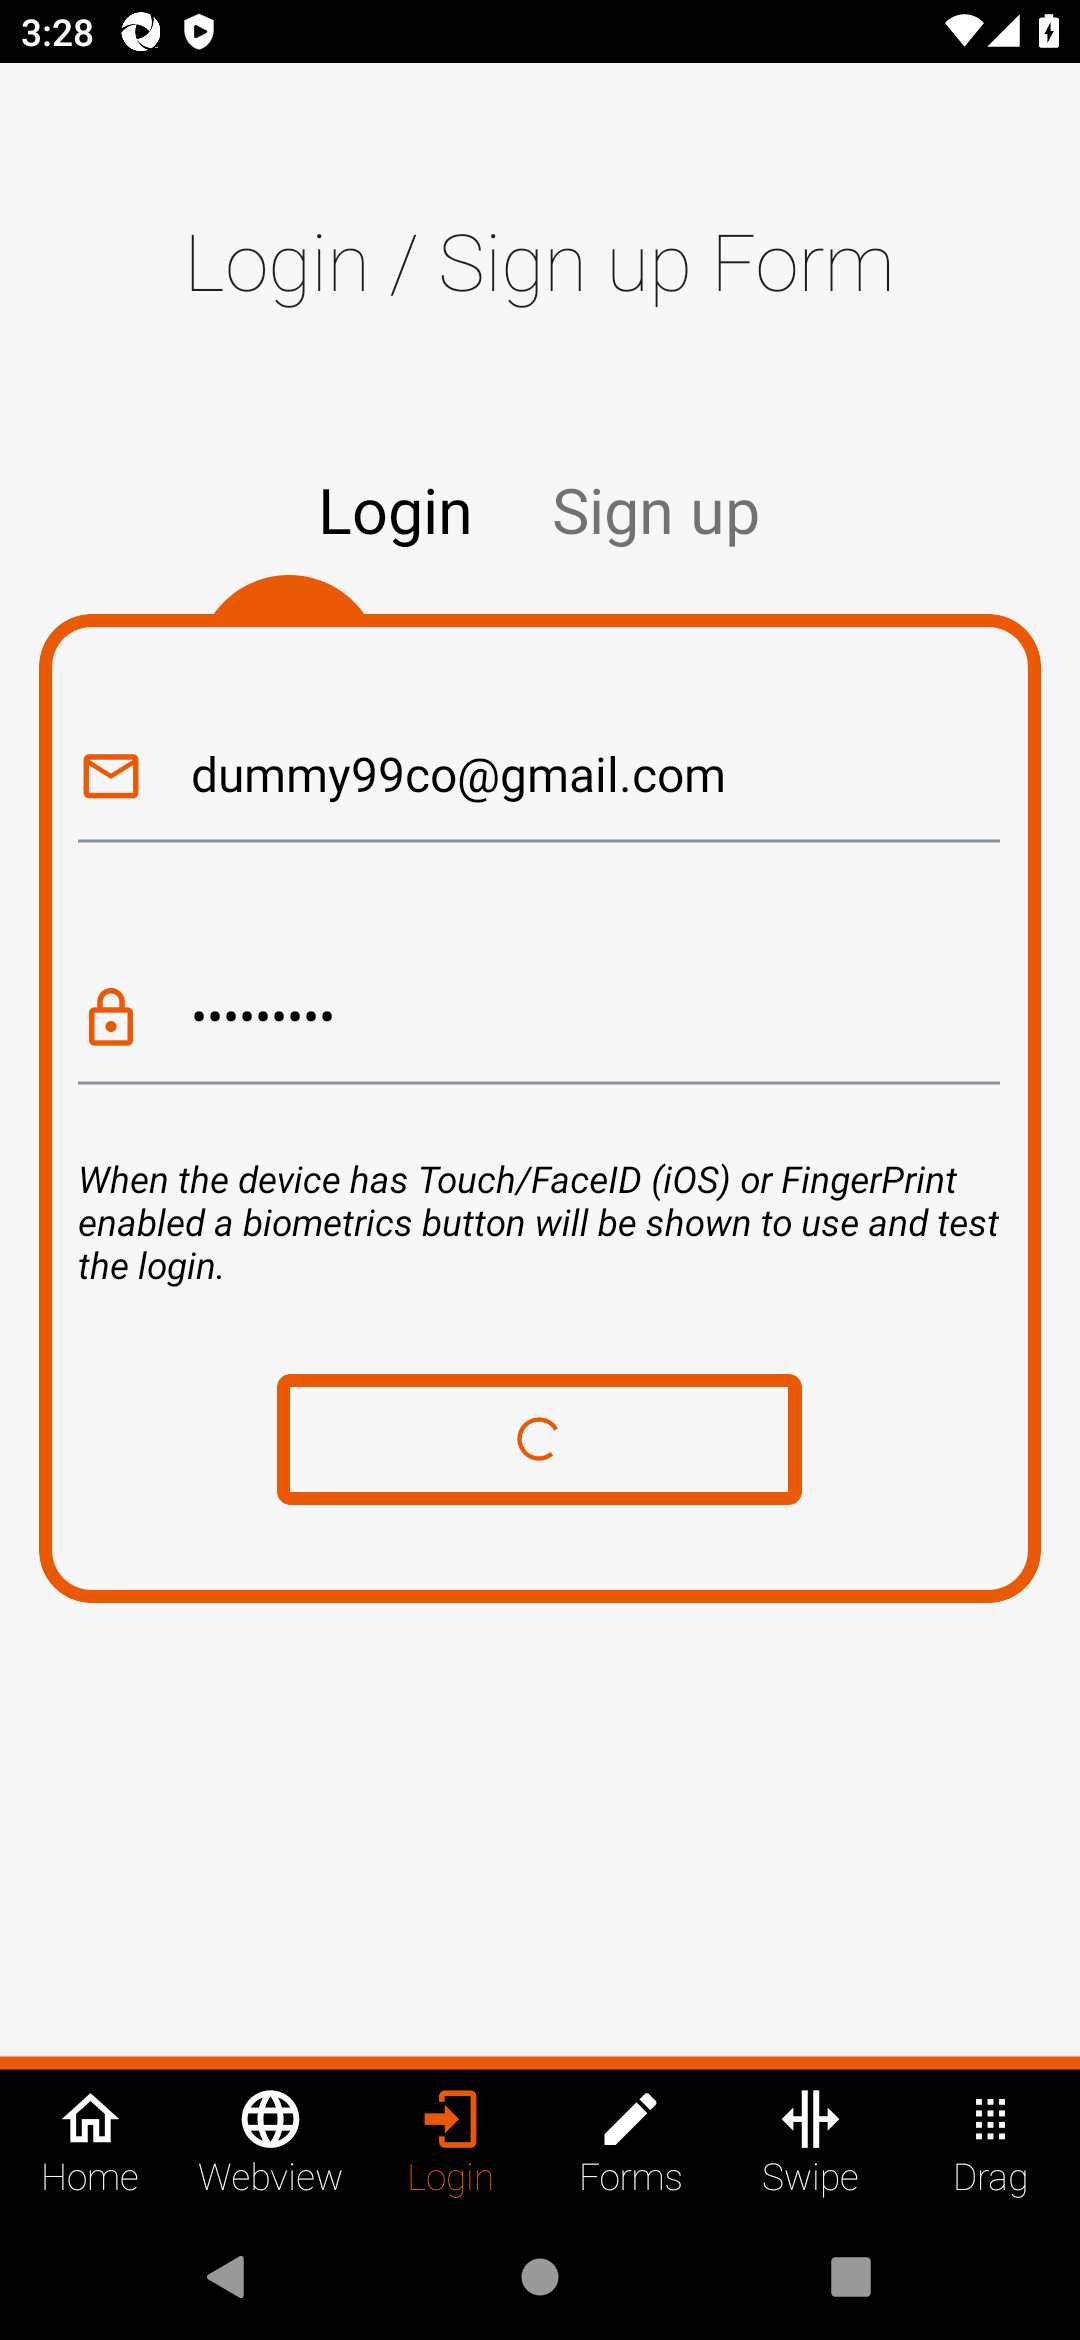 3:28
Login / Sign up Form
Login Sign up
dummy99co@gmail.com
•••••••••
When the device has Touch/FaceID (iOS) or FingerPrint
enabled a biometrics button will be shown to use and test
the login.
Home Webview Login Forms Swipe Drag